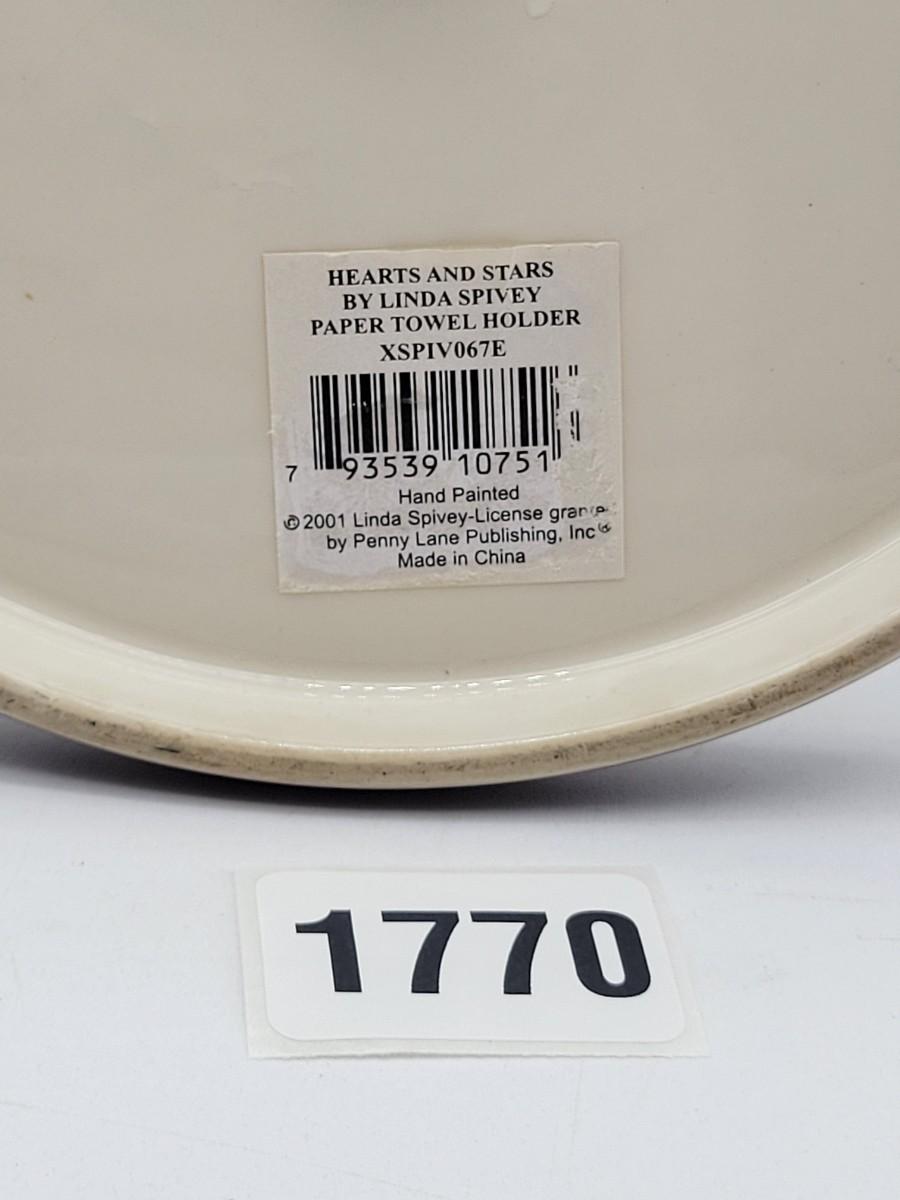 HEARTS AND STARS
BY LINDA SPIVEY
PAPER TOWEL HOLDER
XSPIV067E
7 93539 10751
Hand Painted
©2001 Linda Spivey-License
by Penny Lane Publishing, Inc®
Made in China
1770